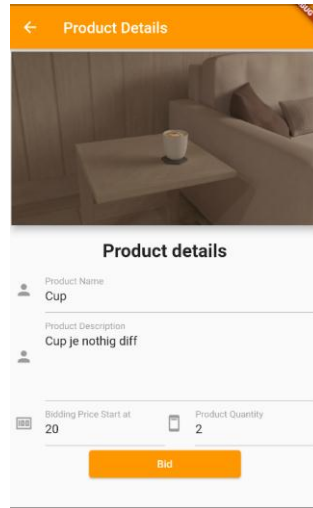 Product Details
Product details
Product Name
Cup
Product Description
Cup je nothig diff
Bidding Price Start at
Product Quantity
20
2
Bid